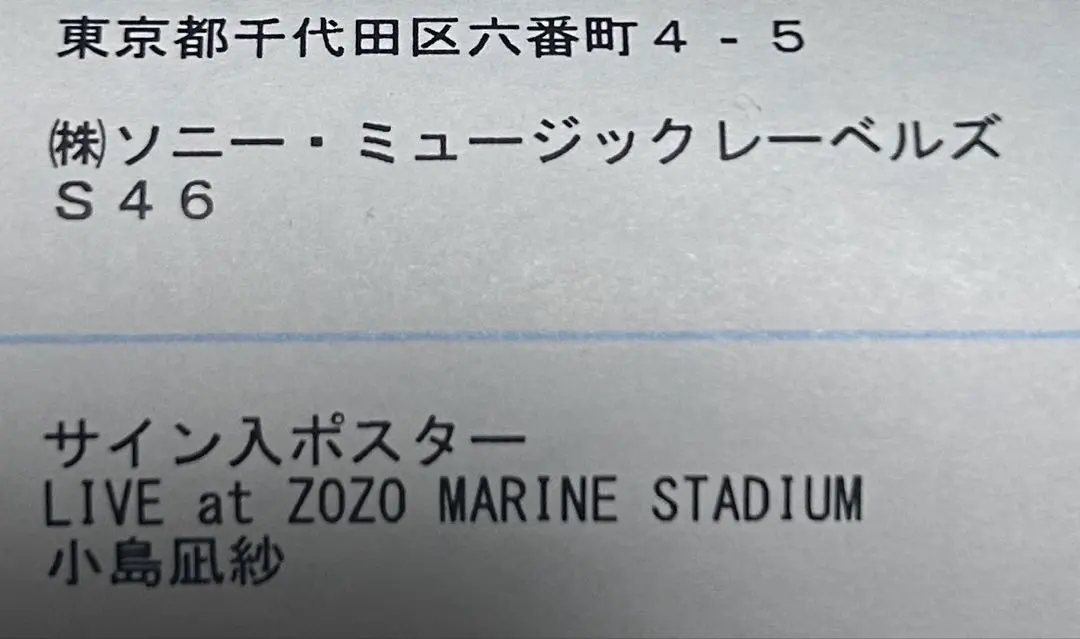 東京都千代田区六番町４-５
㈱ソニー・ミュージックレーベルズ
Ｓ４６
サイン入ポスター
LIVE at ZOZO MARINE STADIUM
小島凪紗